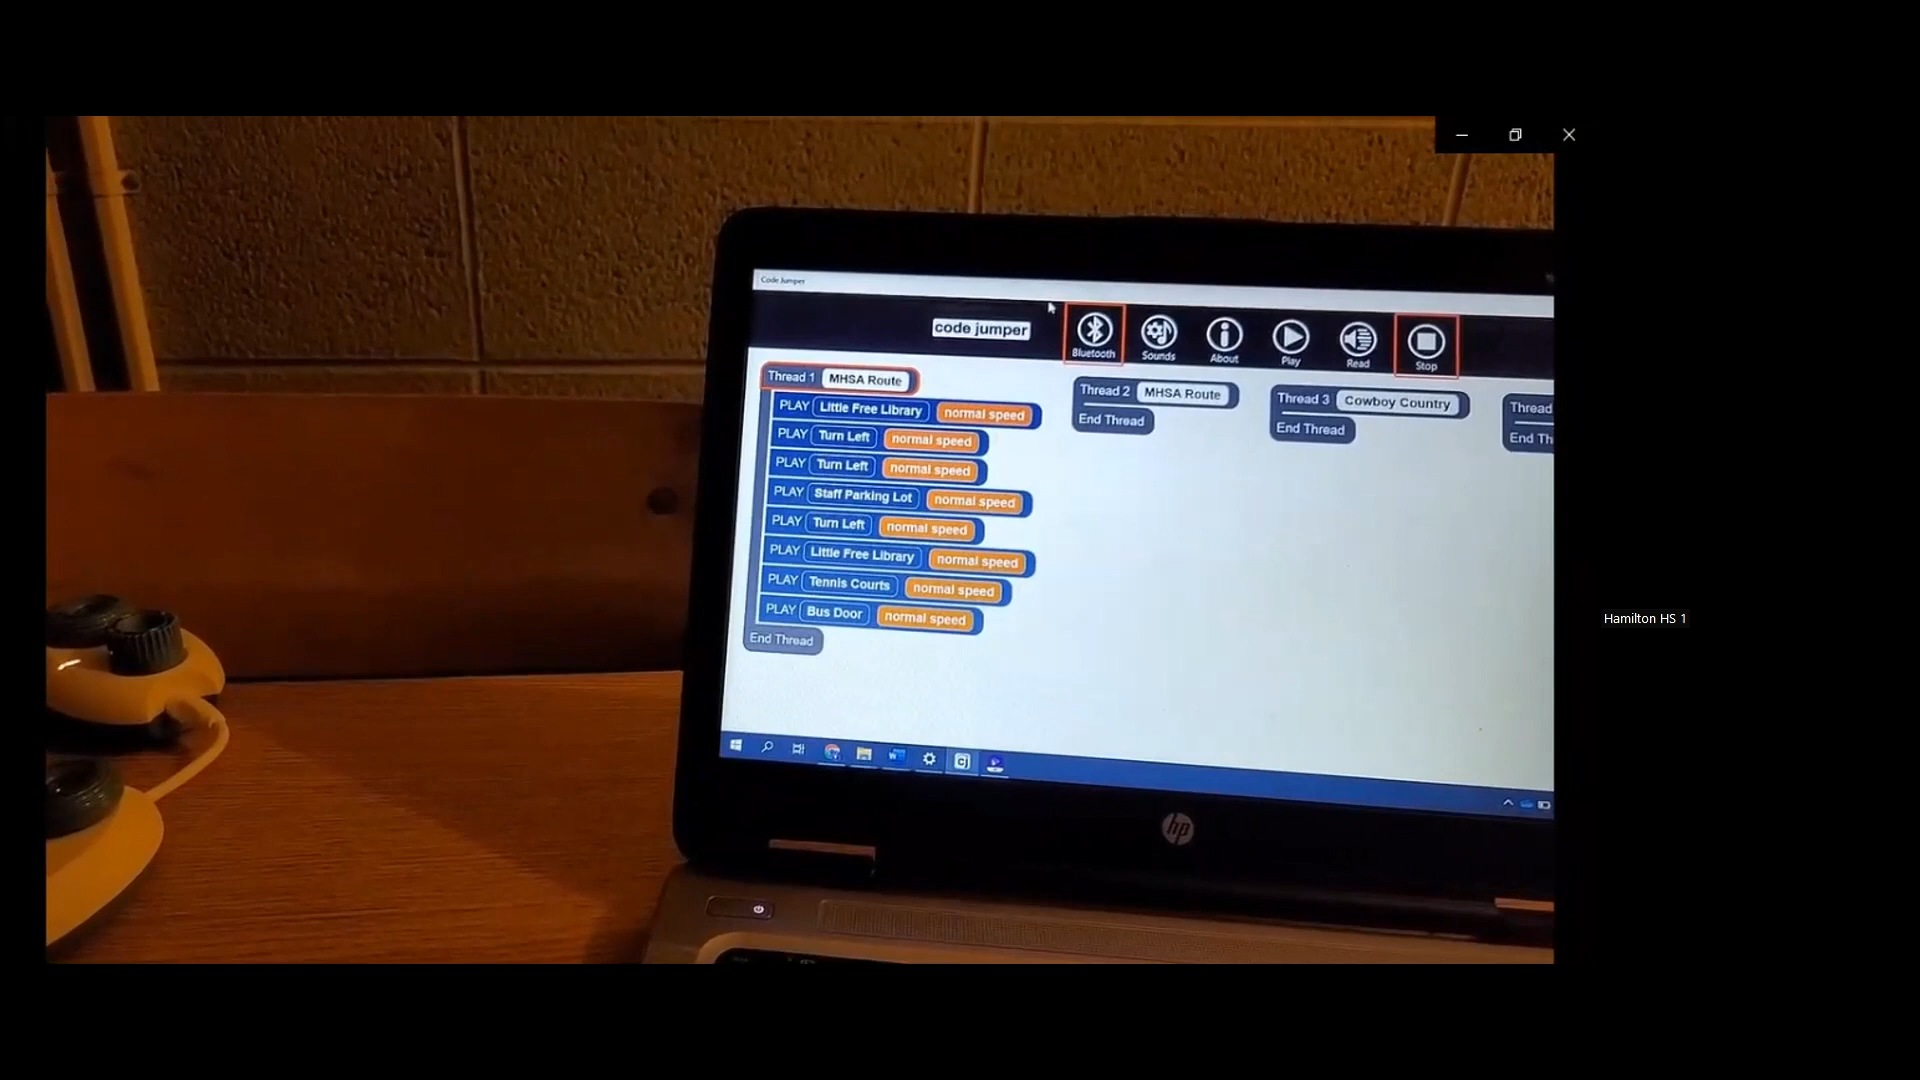 Code Jumper
code jumper
Bluetooth
Sounds
About
Play
Read
Stop
Thread 1 MHSA Route
PLAY Little Free Library normal speed
PLAY Turn Left normal speed
PLAY Turn Left normal speed
PLAY Staff Parking Lot normal speed
PLAY Turn Left normal speed
PLAY Little Free Library normal speed
PLAY Tennis Courts normal speed
PLAY Bus Door normal speed
End Thread
Thread 2 MHSA Route
End Thread
Thread 3 Cowboy Country
End Thread
Thread
End Th
cj
hp
Hamilton HS 1